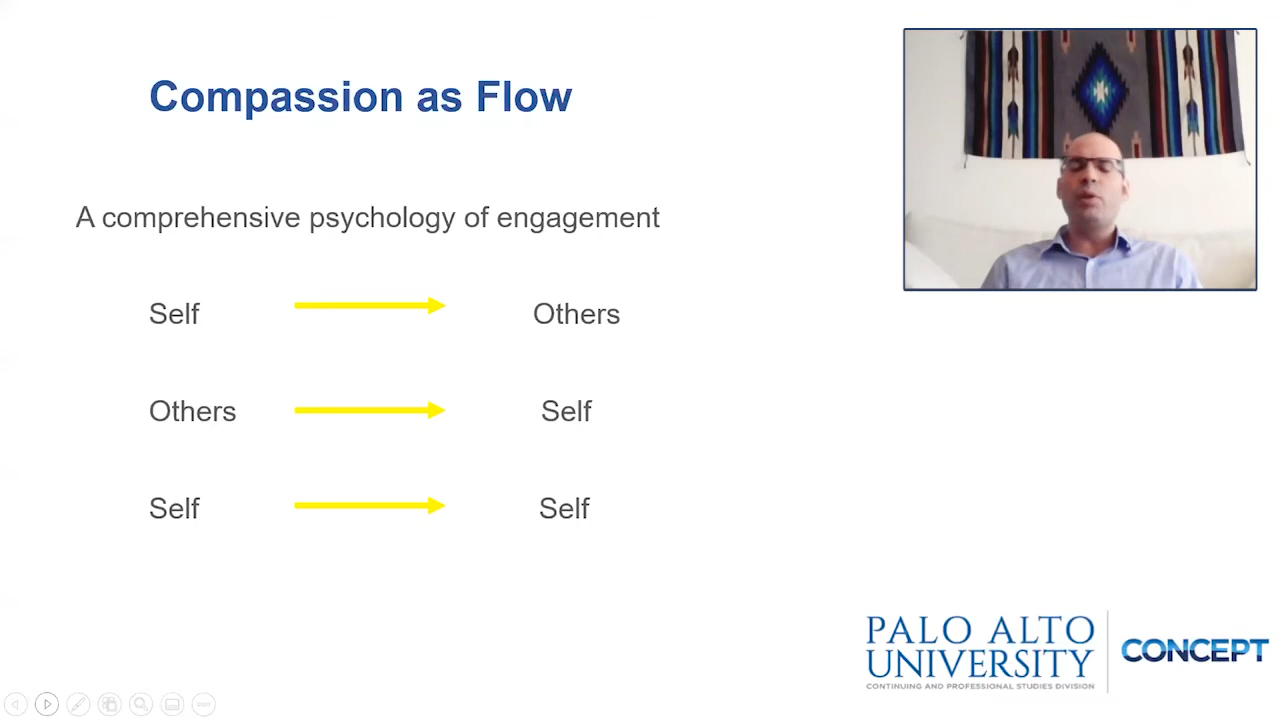 Compassion as Flow
A comprehensive psychology of engagement
Self Others
Others Self
Self Self
PALO ALTO
UNIVERSITY
CONTINUING AND PROFESSIONAL STUDIES DIVISION
CONCEPT